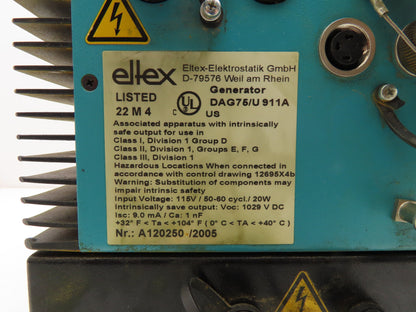 eltex
Eltex-Elektrostatik GmbH
D-79576 Weil am Rhein
LISTED
22 M 4
C UL US
Generator
DAG75/U 911A
Associated apparatus with intrinsically
safe output for use in
Class I, Division 1 Group D
Class II, Division 1, Groups E, F, G
Class III, Division 1
Hazardous Locations When connected in
accordance with control drawing 12695X4b
Warning: Substitution of components may
impair intrinsic safety
Input Voltage: 115V / 50-60 cycl./ 20W
intrinsically save output: Voc: 1029 V DC
Isc: 9.0 mA / Ca: 1 nF
+32° F < Ta < +104° F ( 0° C < TA < +40° C )
Nr.: A120250 /2005